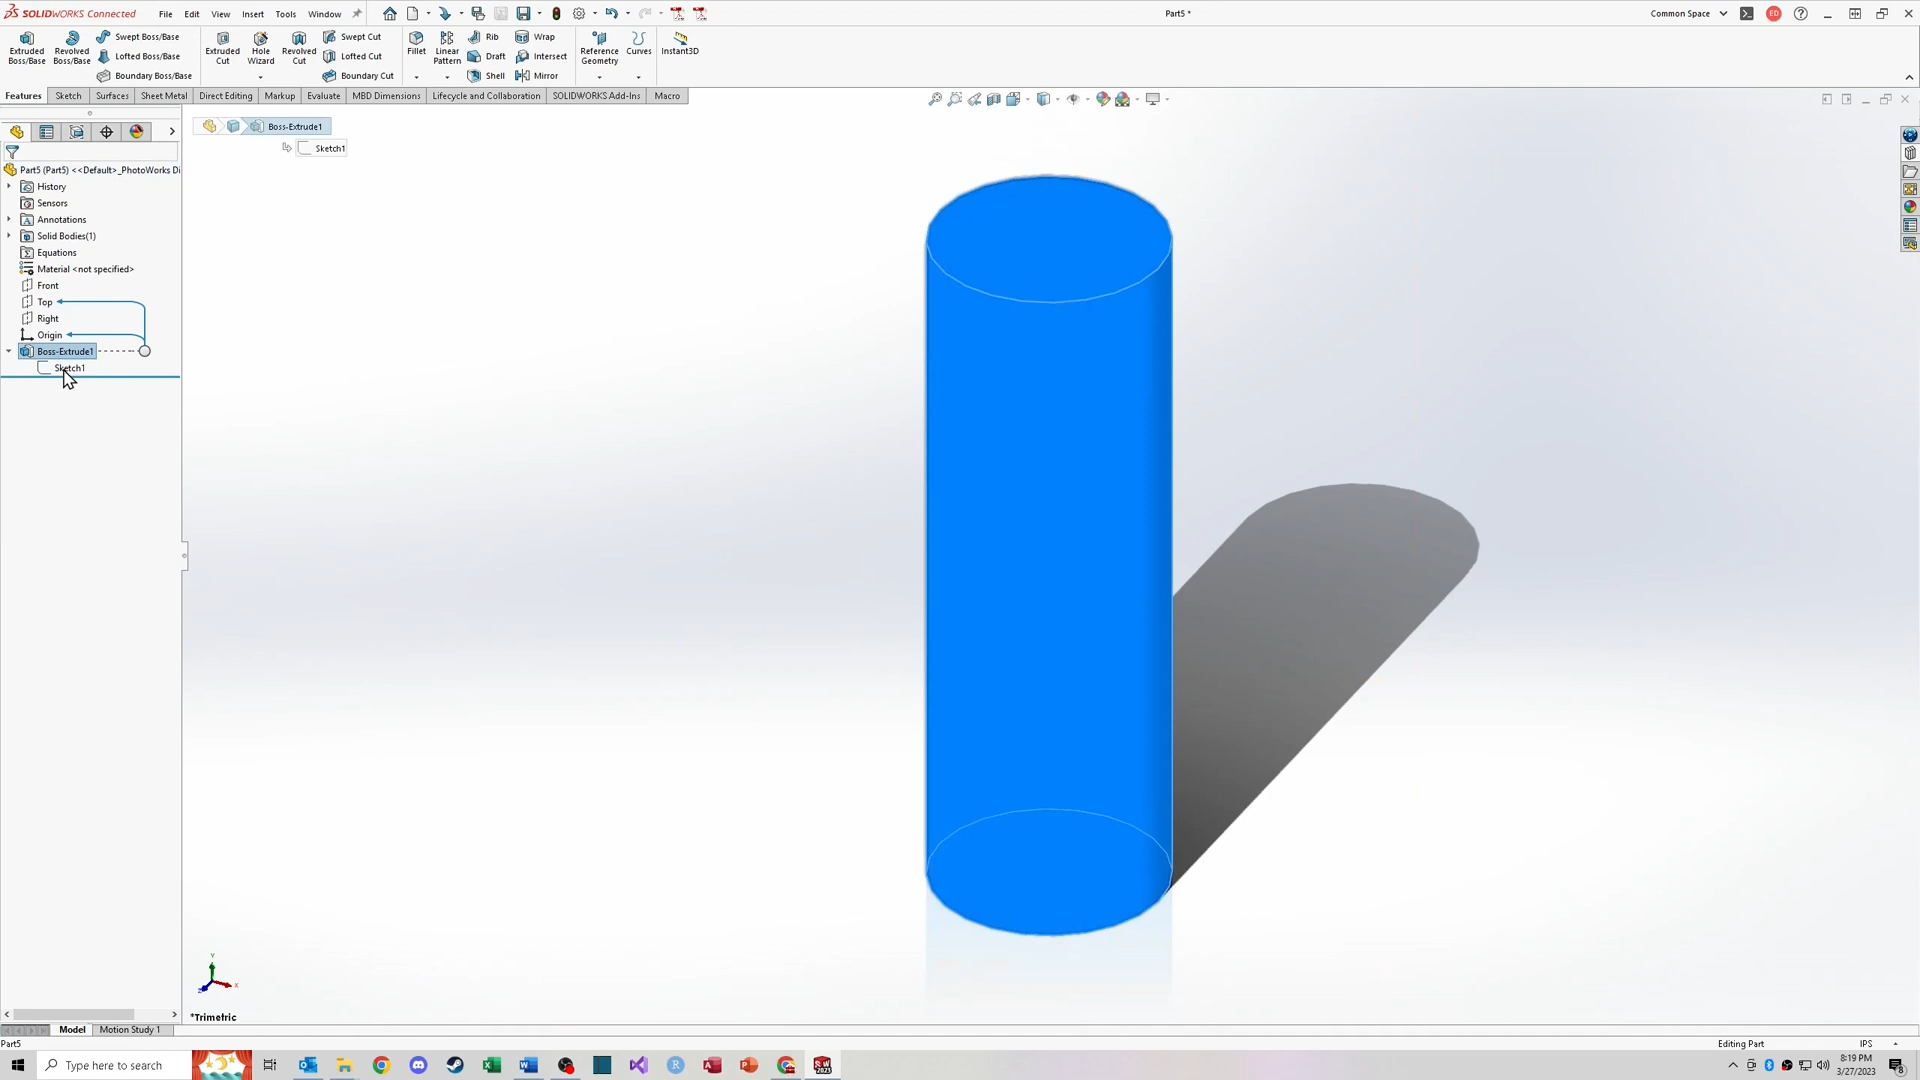 SOLIDWORKS Connected File Edit View Insert Tools Window Part5 * Common Space ED
Extruded Boss/Base Revolved Boss/Base Swept Boss/Base Lofted Boss/Base Boundary Boss/Base Extruded Cut Hole Wizard Revolved Cut Swept Cut Lofted Cut Boundary Cut Fillet Linear Pattern Rib Draft Shell Wrap Intersect Mirror Reference Geometry Curves Instant3D
Features Sketch Surfaces Sheet Metal Direct Editing Markup Evaluate MBD Dimensions Lifecycle and Collaboration SOLIDWORKS Add-Ins Macro
Boss-Extrude1
Sketch1
Part5 (Part5) <<Default>_PhotoWorks Di
History
Sensors
Annotations
Solid Bodies(1)
Equations
Material <not specified>
Front
Top
Right
Origin
Boss-Extrude1
Sketch1
Y
X
Z
*Trimetric
Model Motion Study 1
Part5 Editing Part IPS
Type here to search
8:19 PM
3/27/2023